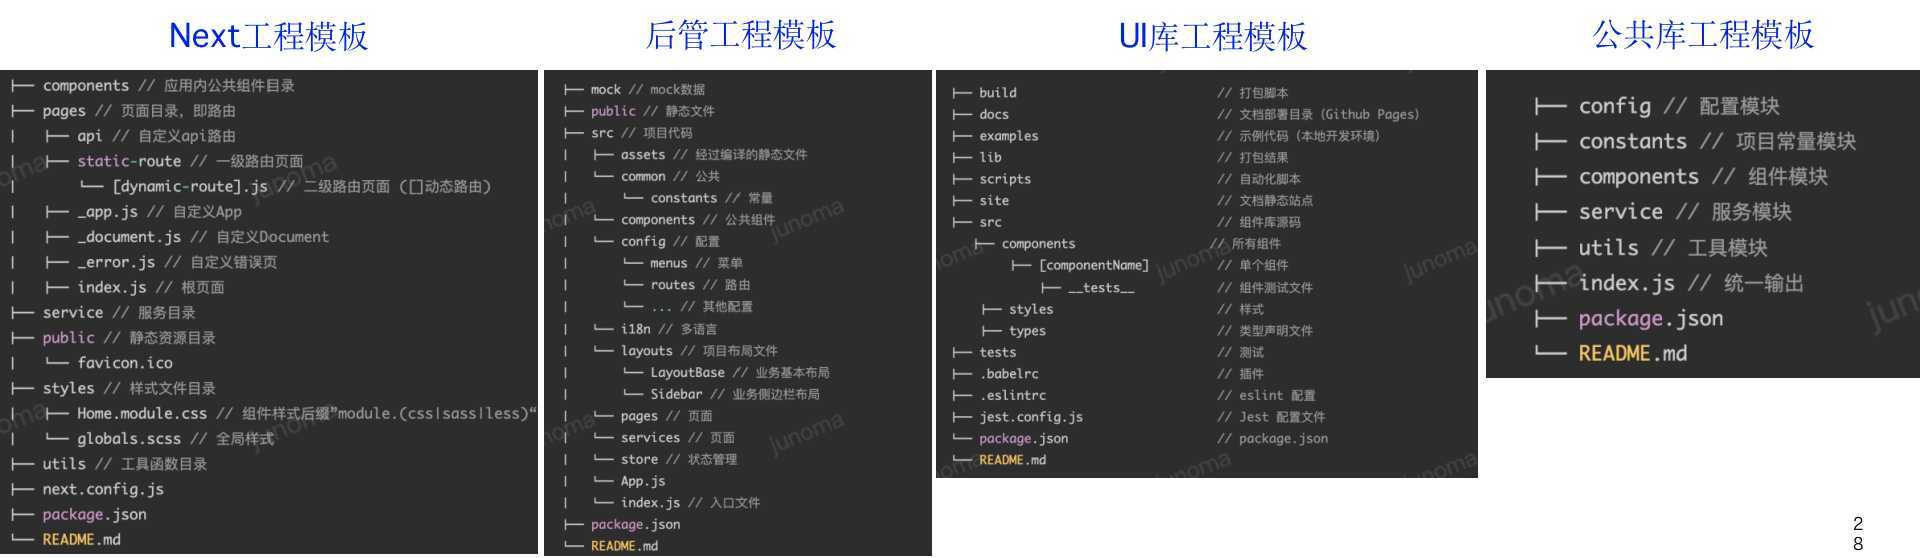 Next工程模板
├── components // 应用内公共组件目录
├── pages // 页面目录，即路由
|   ├── api // 自定义api路由
|   ├── static-route // 一级路由页面
|       └── [dynamic-route].js // 二级路由页面 ([]动态路由)
|   ├── _app.js // 自定义App
|   ├── _document.js // 自定义Document
|   ├── _error.js // 自定义错误页
|   ├── index.js // 根页面
├── service // 服务目录
├── public // 静态资源目录
|   └── favicon.ico
├── styles // 样式文件目录
|   ├── Home.module.css // 组件样式后缀”module.(css|sass|less)“
|   └── globals.scss // 全局样式
├── utils // 工具函数目录
├── next.config.js
├── package.json
└── README.md
后管工程模板
├── mock // mock数据
├── public // 静态文件
├── src // 项目代码
|   ├── assets // 经过编译的静态文件
|   └── common // 公共
|       └── constants // 常量
|   └── components // 公共组件
|   └── config // 配置
|       └── menus // 菜单
|       └── routes // 路由
|       └── ... // 其他配置
|   └── i18n // 多语言
|   └── layouts // 项目布局文件
|       └── LayoutBase // 业务基本布局
|       └── Sidebar // 业务侧边栏布局
|   └── pages // 页面
|   └── services // 页面
|   └── store // 状态管理
|   └── App.js
|   └── index.js // 入口文件
├── package.json
└── README.md
UI库工程模板
├── build // 打包脚本
├── docs // 文档部署目录（Github Pages）
├── examples // 示例代码（本地开发环境）
├── lib // 打包结果
├── scripts // 自动化脚本
├── site // 文档静态站点
├── src // 组件库源码
├── components // 所有组件
├── [componentName] // 单个组件
├── __tests__ // 组件测试文件
├── styles // 样式
├── types // 类型声明文件
├── tests // 测试
├── .babelrc // 插件
├── .eslintrc // eslint 配置
├── jest.config.js // Jest 配置文件
└── package.json // package.json
└── README.md
公共库工程模板
├── config // 配置模块
├── constants // 项目常量模块
├── components // 组件模块
├── service // 服务模块
├── utils // 工具模块
├── index.js // 统一输出
├── package.json
└── README.md
junoma
28